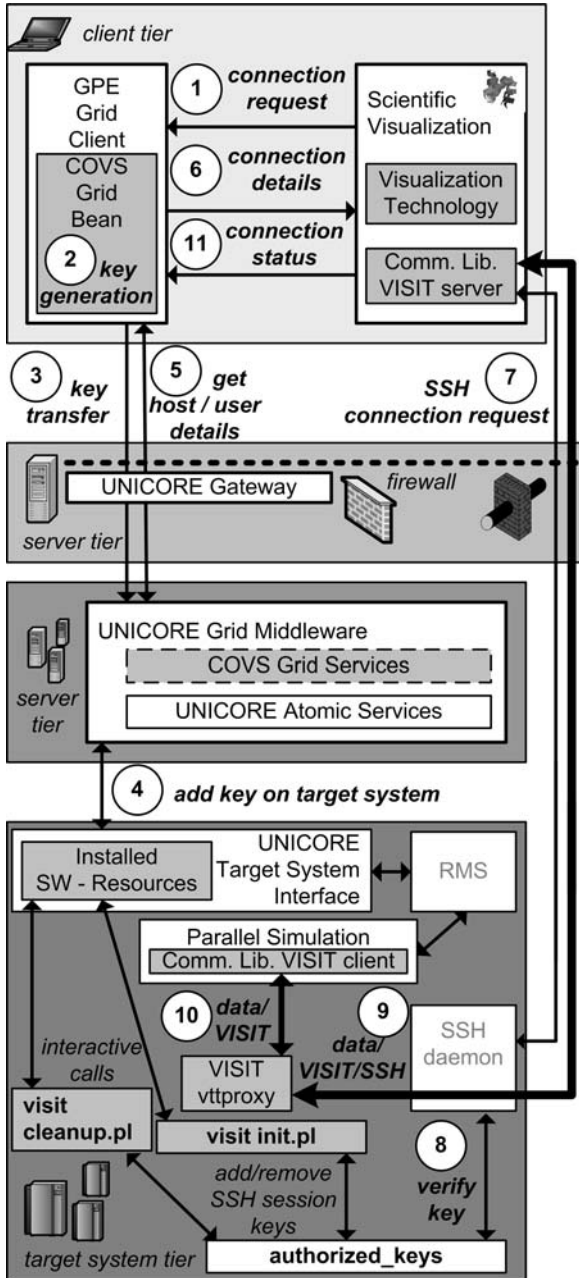 client tier
GPE
Grid
Client
COVS
Grid
Bean
2 key
generation
1 connection
request
6 connection
details
11 connection
status
Scientific
Visualization
Visualization
Technology
Comm. Lib.
VISIT server
3 key
transfer
5 get
host / user
details
SSH 7
connection request
UNICORE Gateway
firewall
server tier
UNICORE Grid Middleware
COVS Grid Services
UNICORE Atomic Services
server
tier
4 add key on target system
Installed
SW - Resources
UNICORE
Target System
Interface
RMS
Parallel Simulation
Comm. Lib. VISIT client
10 data/
VISIT
9
data/
VISIT/SSH
SSH
daemon
interactive
calls
VISIT
vttproxy
visit
cleanup.pl
visit init.pl
8
verify
key
add/remove
SSH session
keys
target system tier
authorized_keys